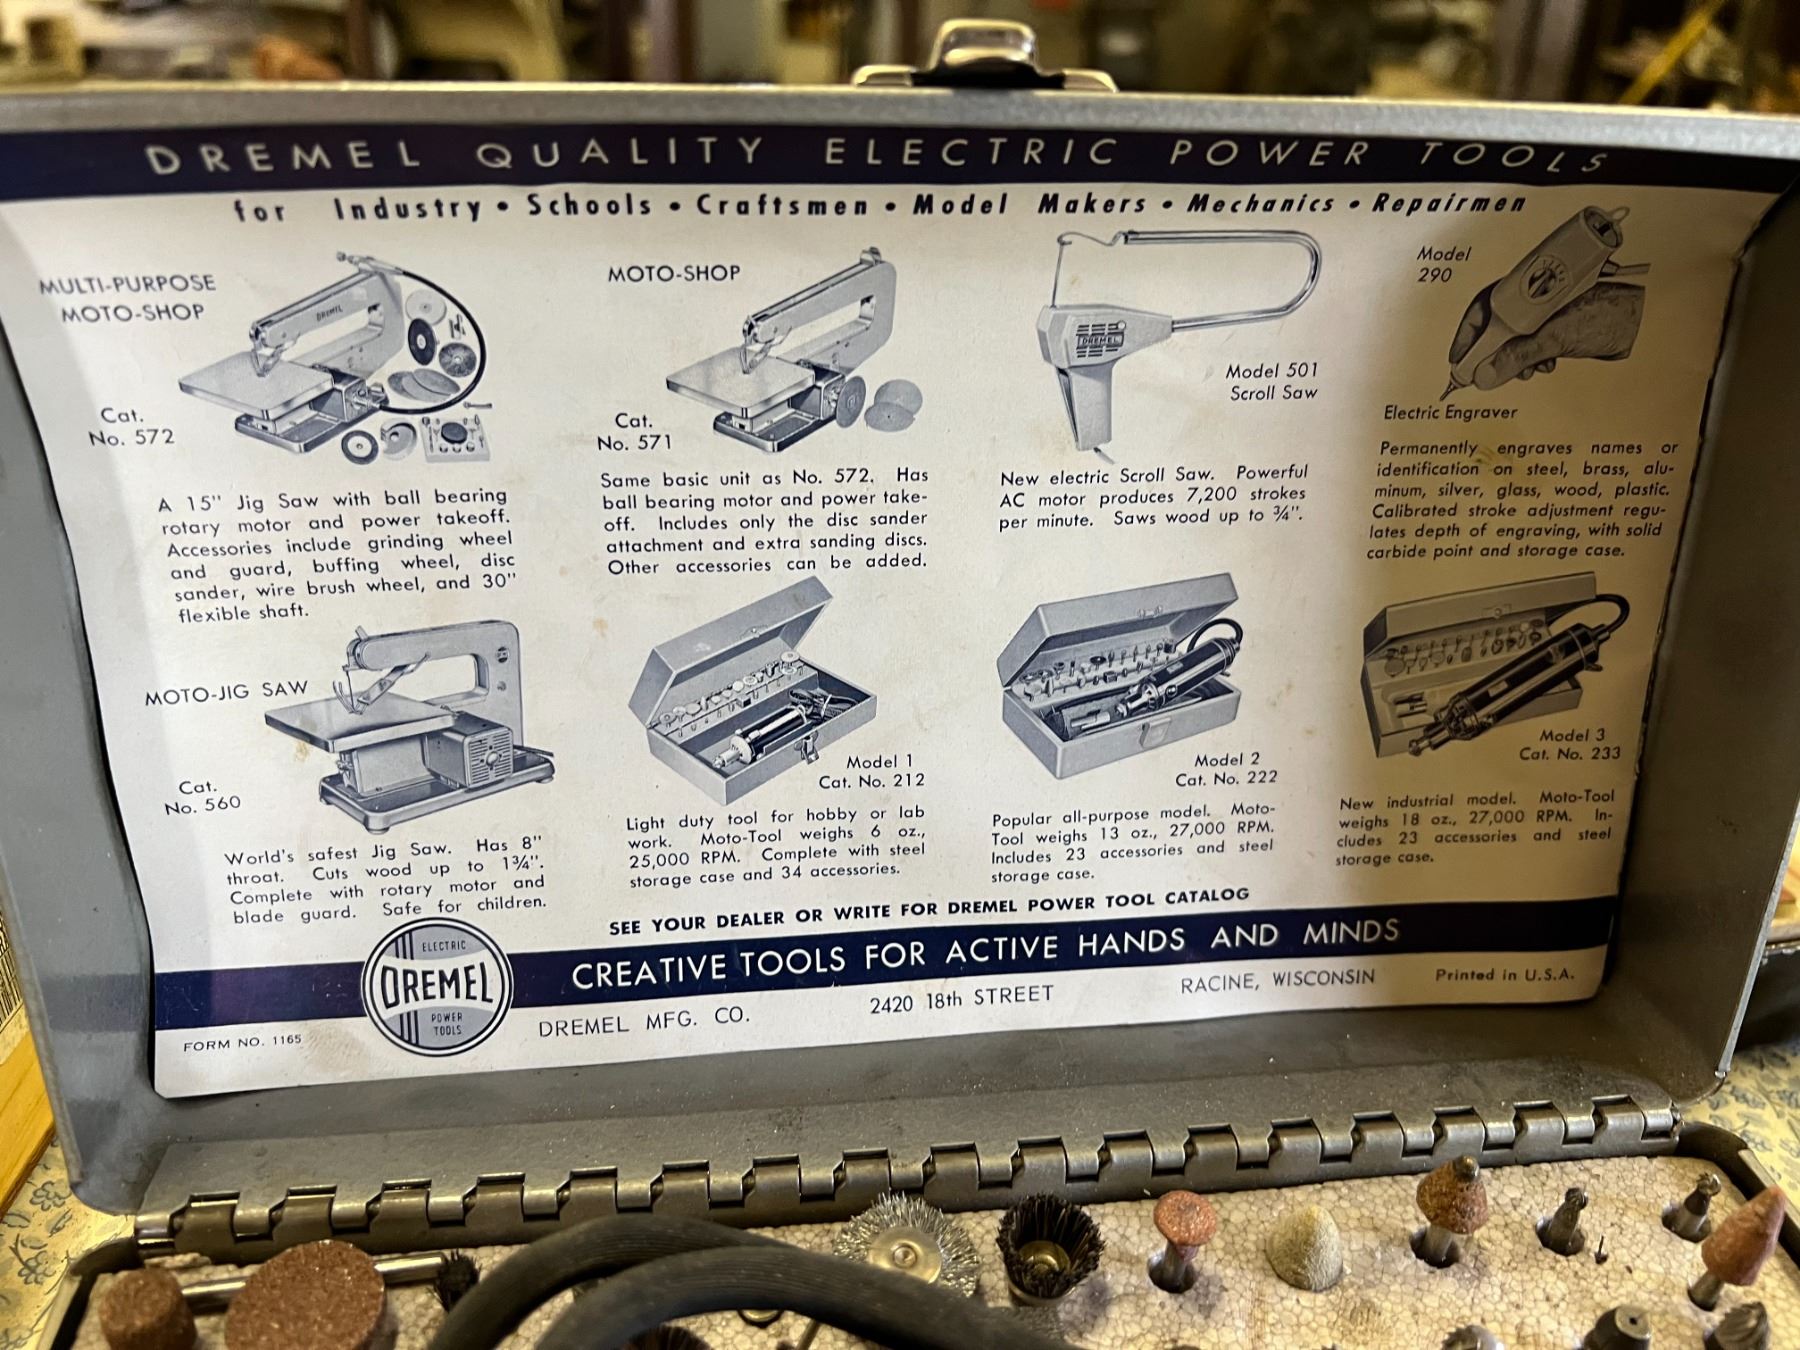 DREMEL QUALITY ELECTRIC POWER TOOLS
for Industry • Schools • Craftsmen • Model Makers • Mechanics • Repairmen
MULTI-PURPOSE
MOTO-SHOP
DREMEL
Cat.
No. 572
A 15" Jig Saw with ball bearing
rotary motor and power takeoff.
Accessories include grinding wheel
and guard, buffing wheel, disc
sander, wire brush wheel, and 30"
flexible shaft.
MOTO-SHOP
Cat.
No. 571
Same basic unit as No. 572. Has
ball bearing motor and power take-
off. Includes only the disc sander
attachment and extra sanding discs.
Other accessories can be added.
DREMEL
Model 501
Scroll Saw
New electric Scroll Saw. Powerful
AC motor produces 7,200 strokes
per minute. Saws wood up to ¾".
Model
290
Electric Engraver
Permanently engraves names or
identification on steel, brass, alu-
minum, silver, glass, wood, plastic.
Calibrated stroke adjustment regu-
lates depth of engraving, with solid
carbide point and storage case.
MOTO-JIG SAW
Cat.
No. 560
World's safest Jig Saw. Has 8"
throat. Cuts wood up to 1¾".
Complete with rotary motor and
blade guard. Safe for children.
Model 1
Cat. No. 212
Light duty tool for hobby or lab
work. Moto-Tool weighs 6 oz.,
25,000 RPM. Complete with steel
storage case and 34 accessories.
Model 2
Cat. No. 222
Popular all-purpose model. Moto-
Tool weighs 13 oz., 27,000 RPM.
Includes 23 accessories and steel
storage case.
Model 3
Cat. No. 233
New industrial model. Moto-Tool
weighs 18 oz., 27,000 RPM. In-
cludes 23 accessories and steel
storage case.
SEE YOUR DEALER OR WRITE FOR DREMEL POWER TOOL CATALOG
ELECTRIC
DREMEL
POWER
TOOLS
CREATIVE TOOLS FOR ACTIVE HANDS AND MINDS
DREMEL MFG. CO. 2420 18th STREET RACINE, WISCONSIN Printed in U.S.A.
FORM NO. 1165